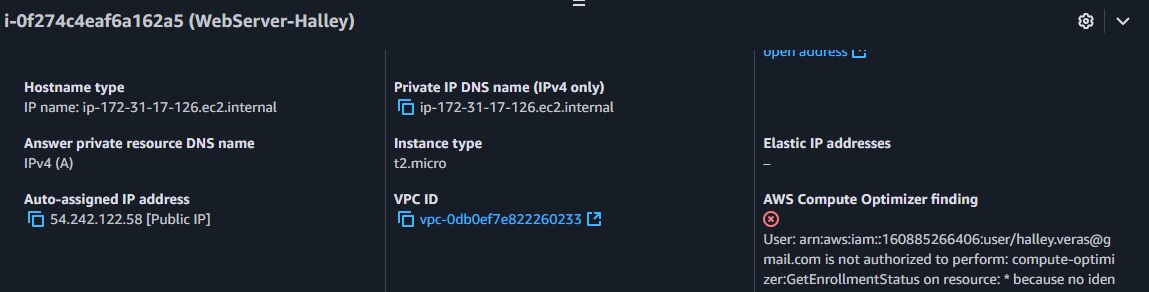 i-0f274c4eaf6a162a5 (WebServer-Halley)
open address
Hostname type
IP name: ip-172-31-17-126.ec2.internal
Private IP DNS name (IPv4 only)
ip-172-31-17-126.ec2.internal
Answer private resource DNS name
IPv4 (A)
Instance type
t2.micro
Elastic IP addresses
–
Auto-assigned IP address
54.242.122.58 [Public IP]
VPC ID
vpc-0db0ef7e822260233
AWS Compute Optimizer finding
User: arn:aws:iam::160885266406:user/halley.veras@g
mail.com is not authorized to perform: compute-optimi
zer:GetEnrollmentStatus on resource: * because no iden